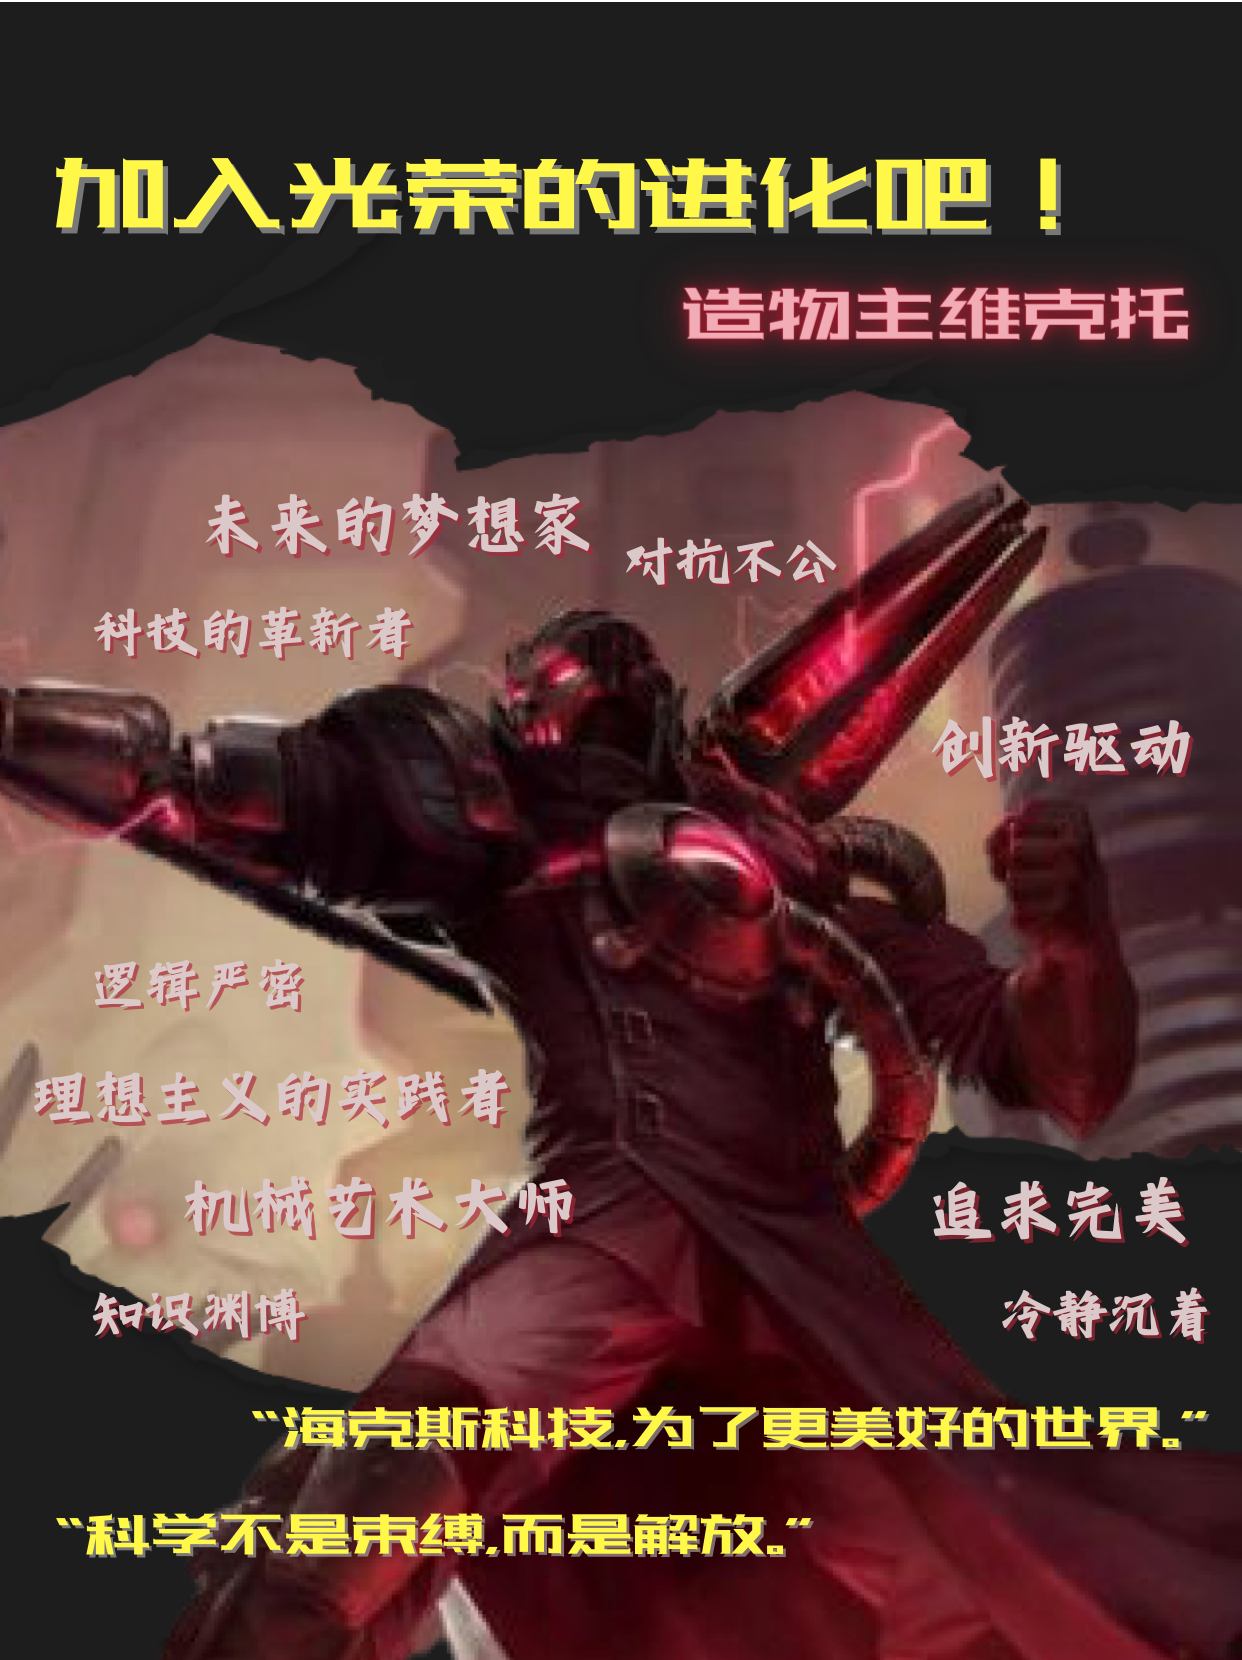 加入光荣的进化吧！
造物主维克托
未来的梦想家
对抗不公
科技的革新者
创新驱动
逻辑严密
理想主义的实践者
机械艺术大师
追求完美
知识渊博
冷静沉着
“海克斯科技,为了更美好的世界。”
“科学不是束缚,而是解放。”